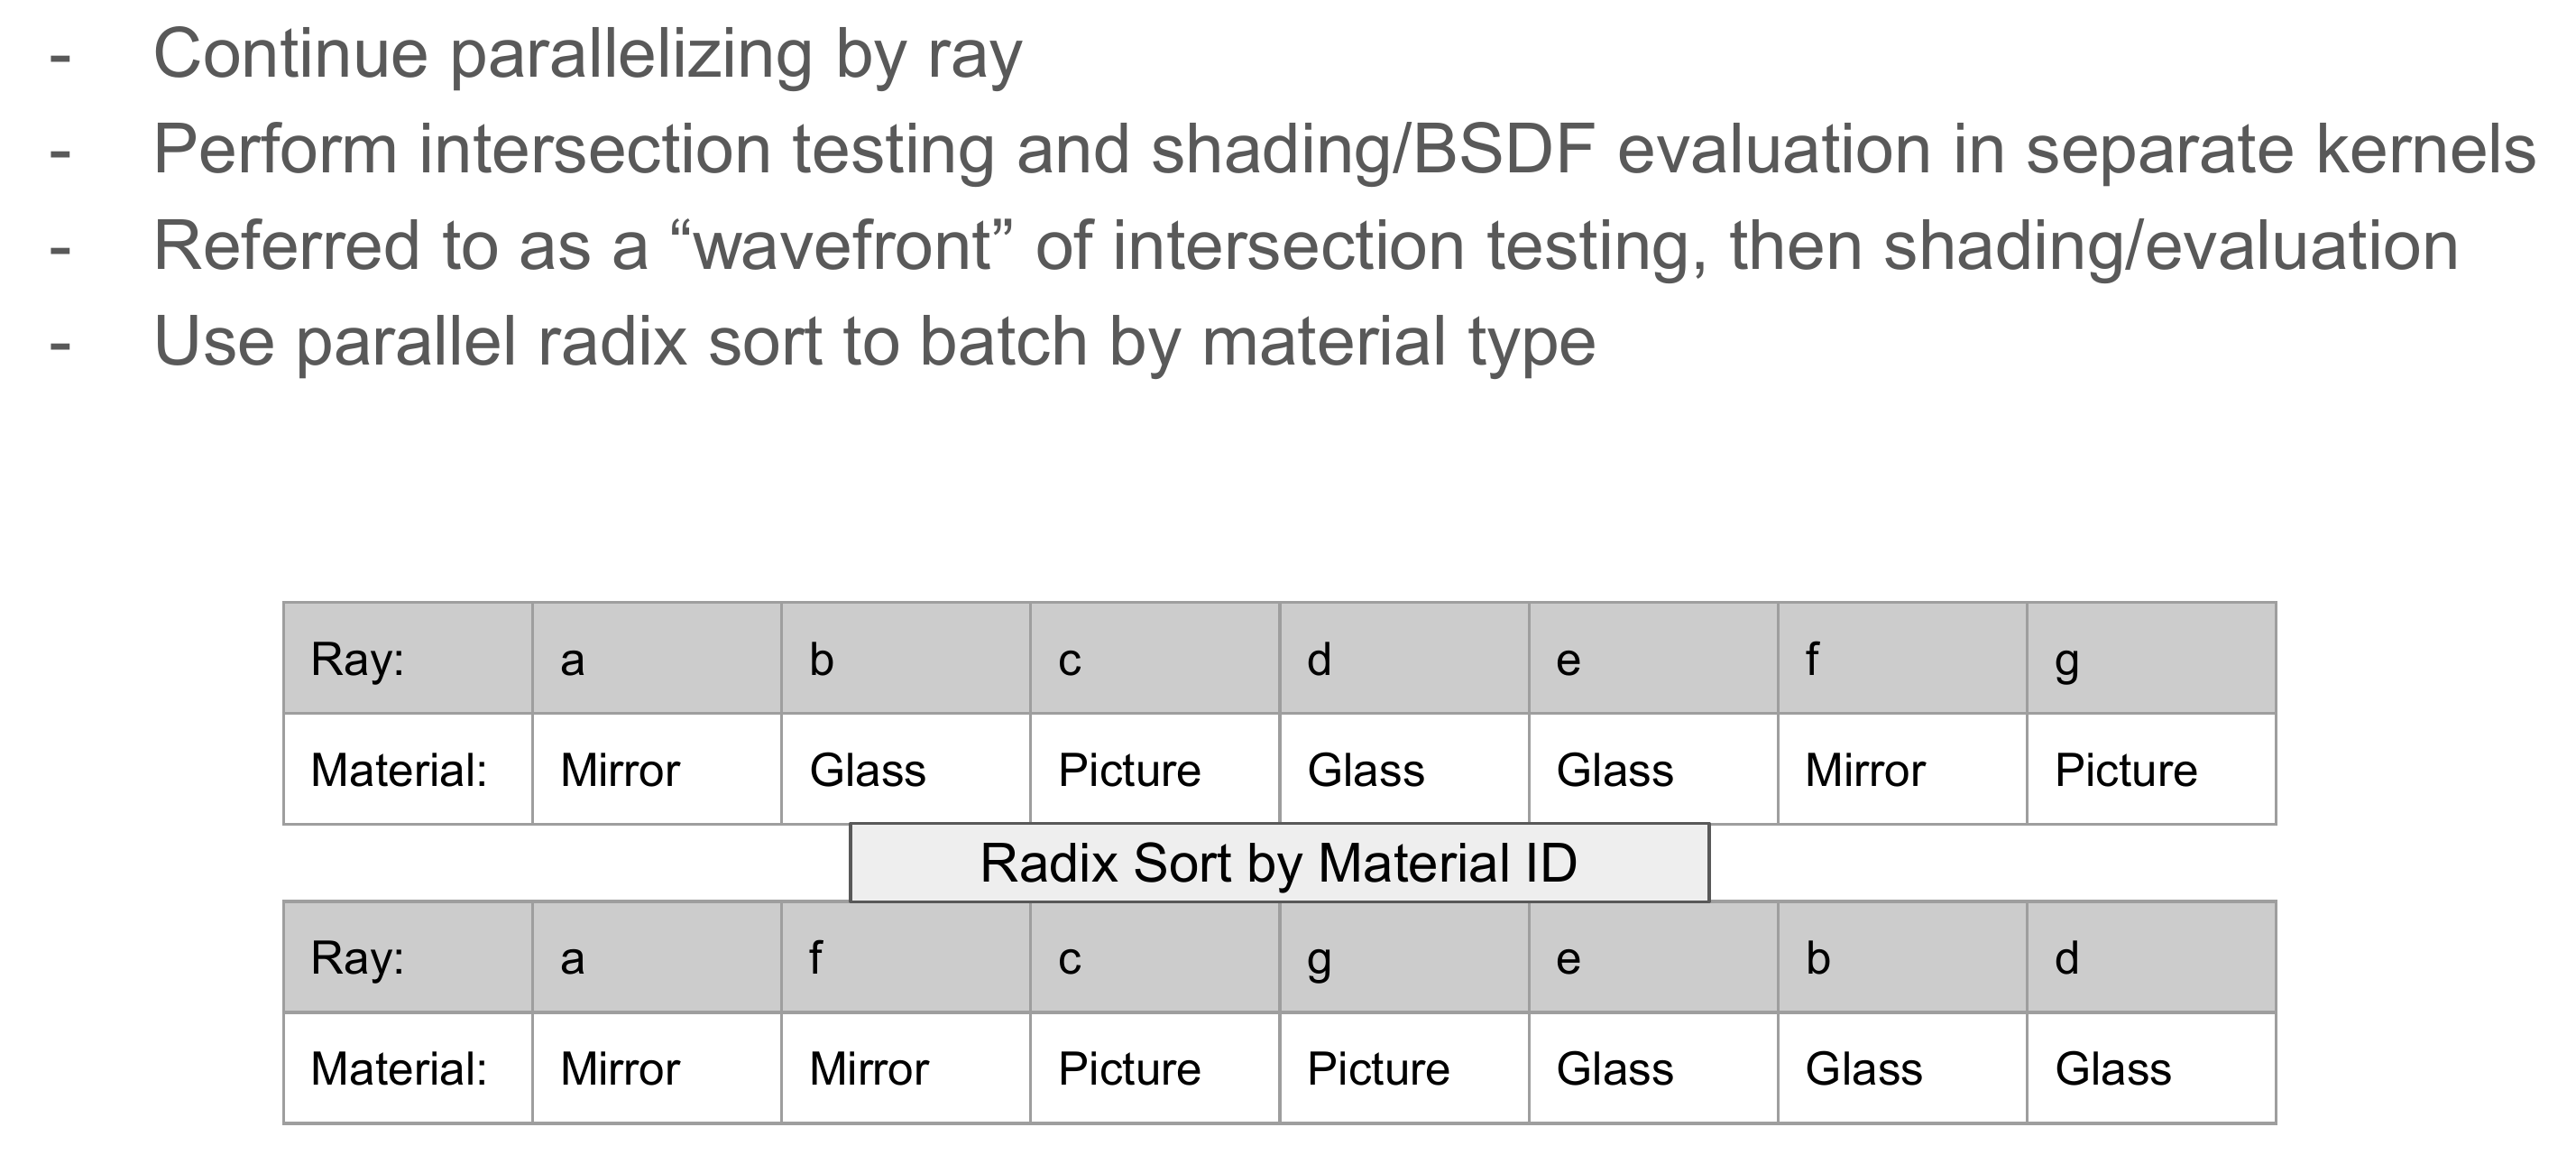 - Continue parallelizing by ray
- Perform intersection testing and shading/BSDF evaluation in separate kernels
- Referred to as a “wavefront” of intersection testing, then shading/evaluation
- Use parallel radix sort to batch by material type
Ray: a b c d e f g
Material: Mirror Glass Picture Glass Glass Mirror Picture
Radix Sort by Material ID
Ray: a f c g e b d
Material: Mirror Mirror Picture Picture Glass Glass Glass